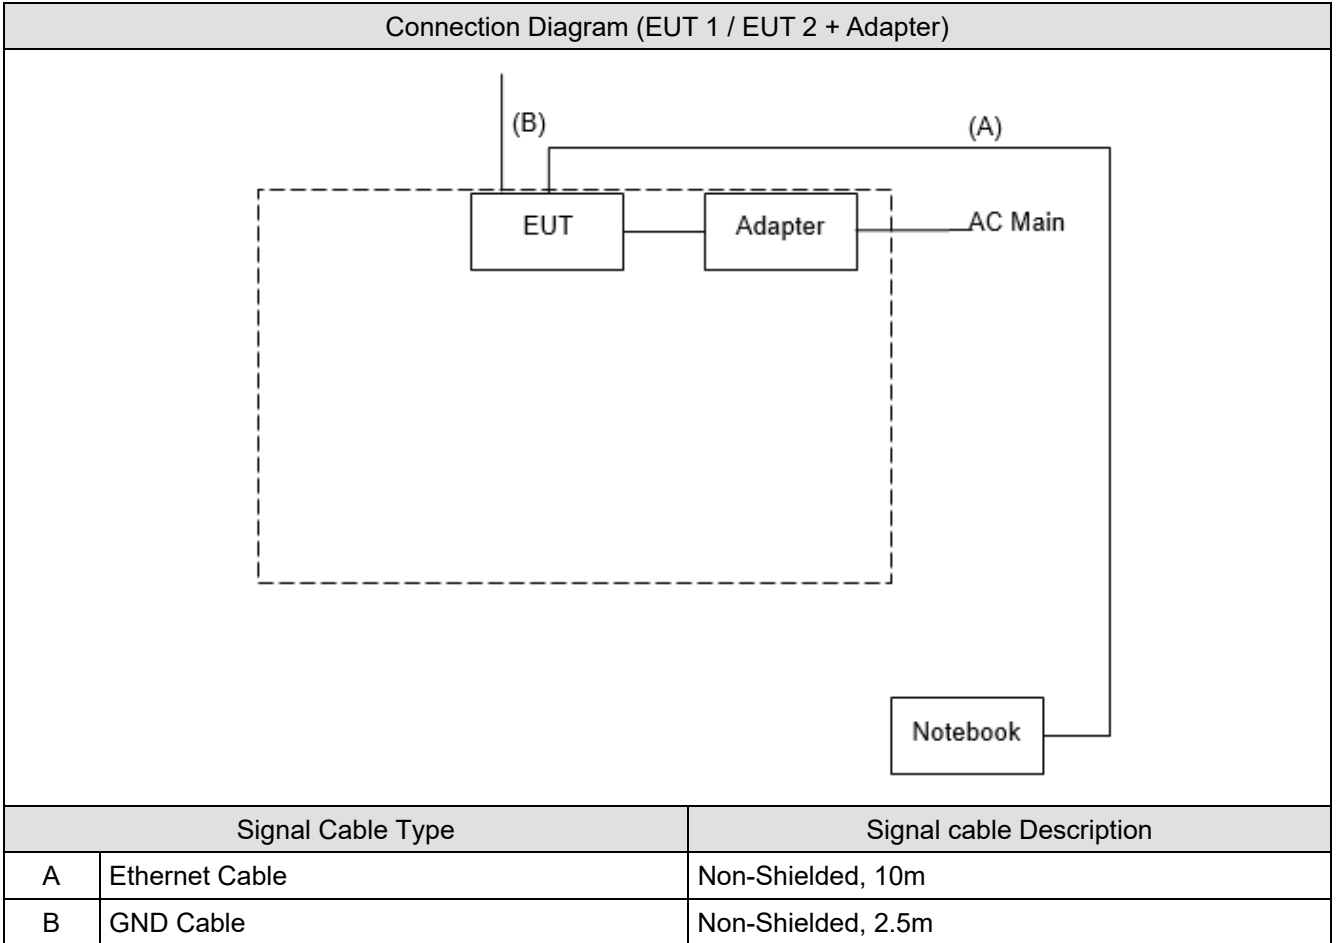 Connection Diagram (EUT 1 / EUT 2 + Adapter)
(B)
(A)
EUT
Adapter
AC Main
Notebook
Signal Cable Type
Signal cable Description
A
Ethernet Cable
Non-Shielded, 10m
B
GND Cable
Non-Shielded, 2.5m